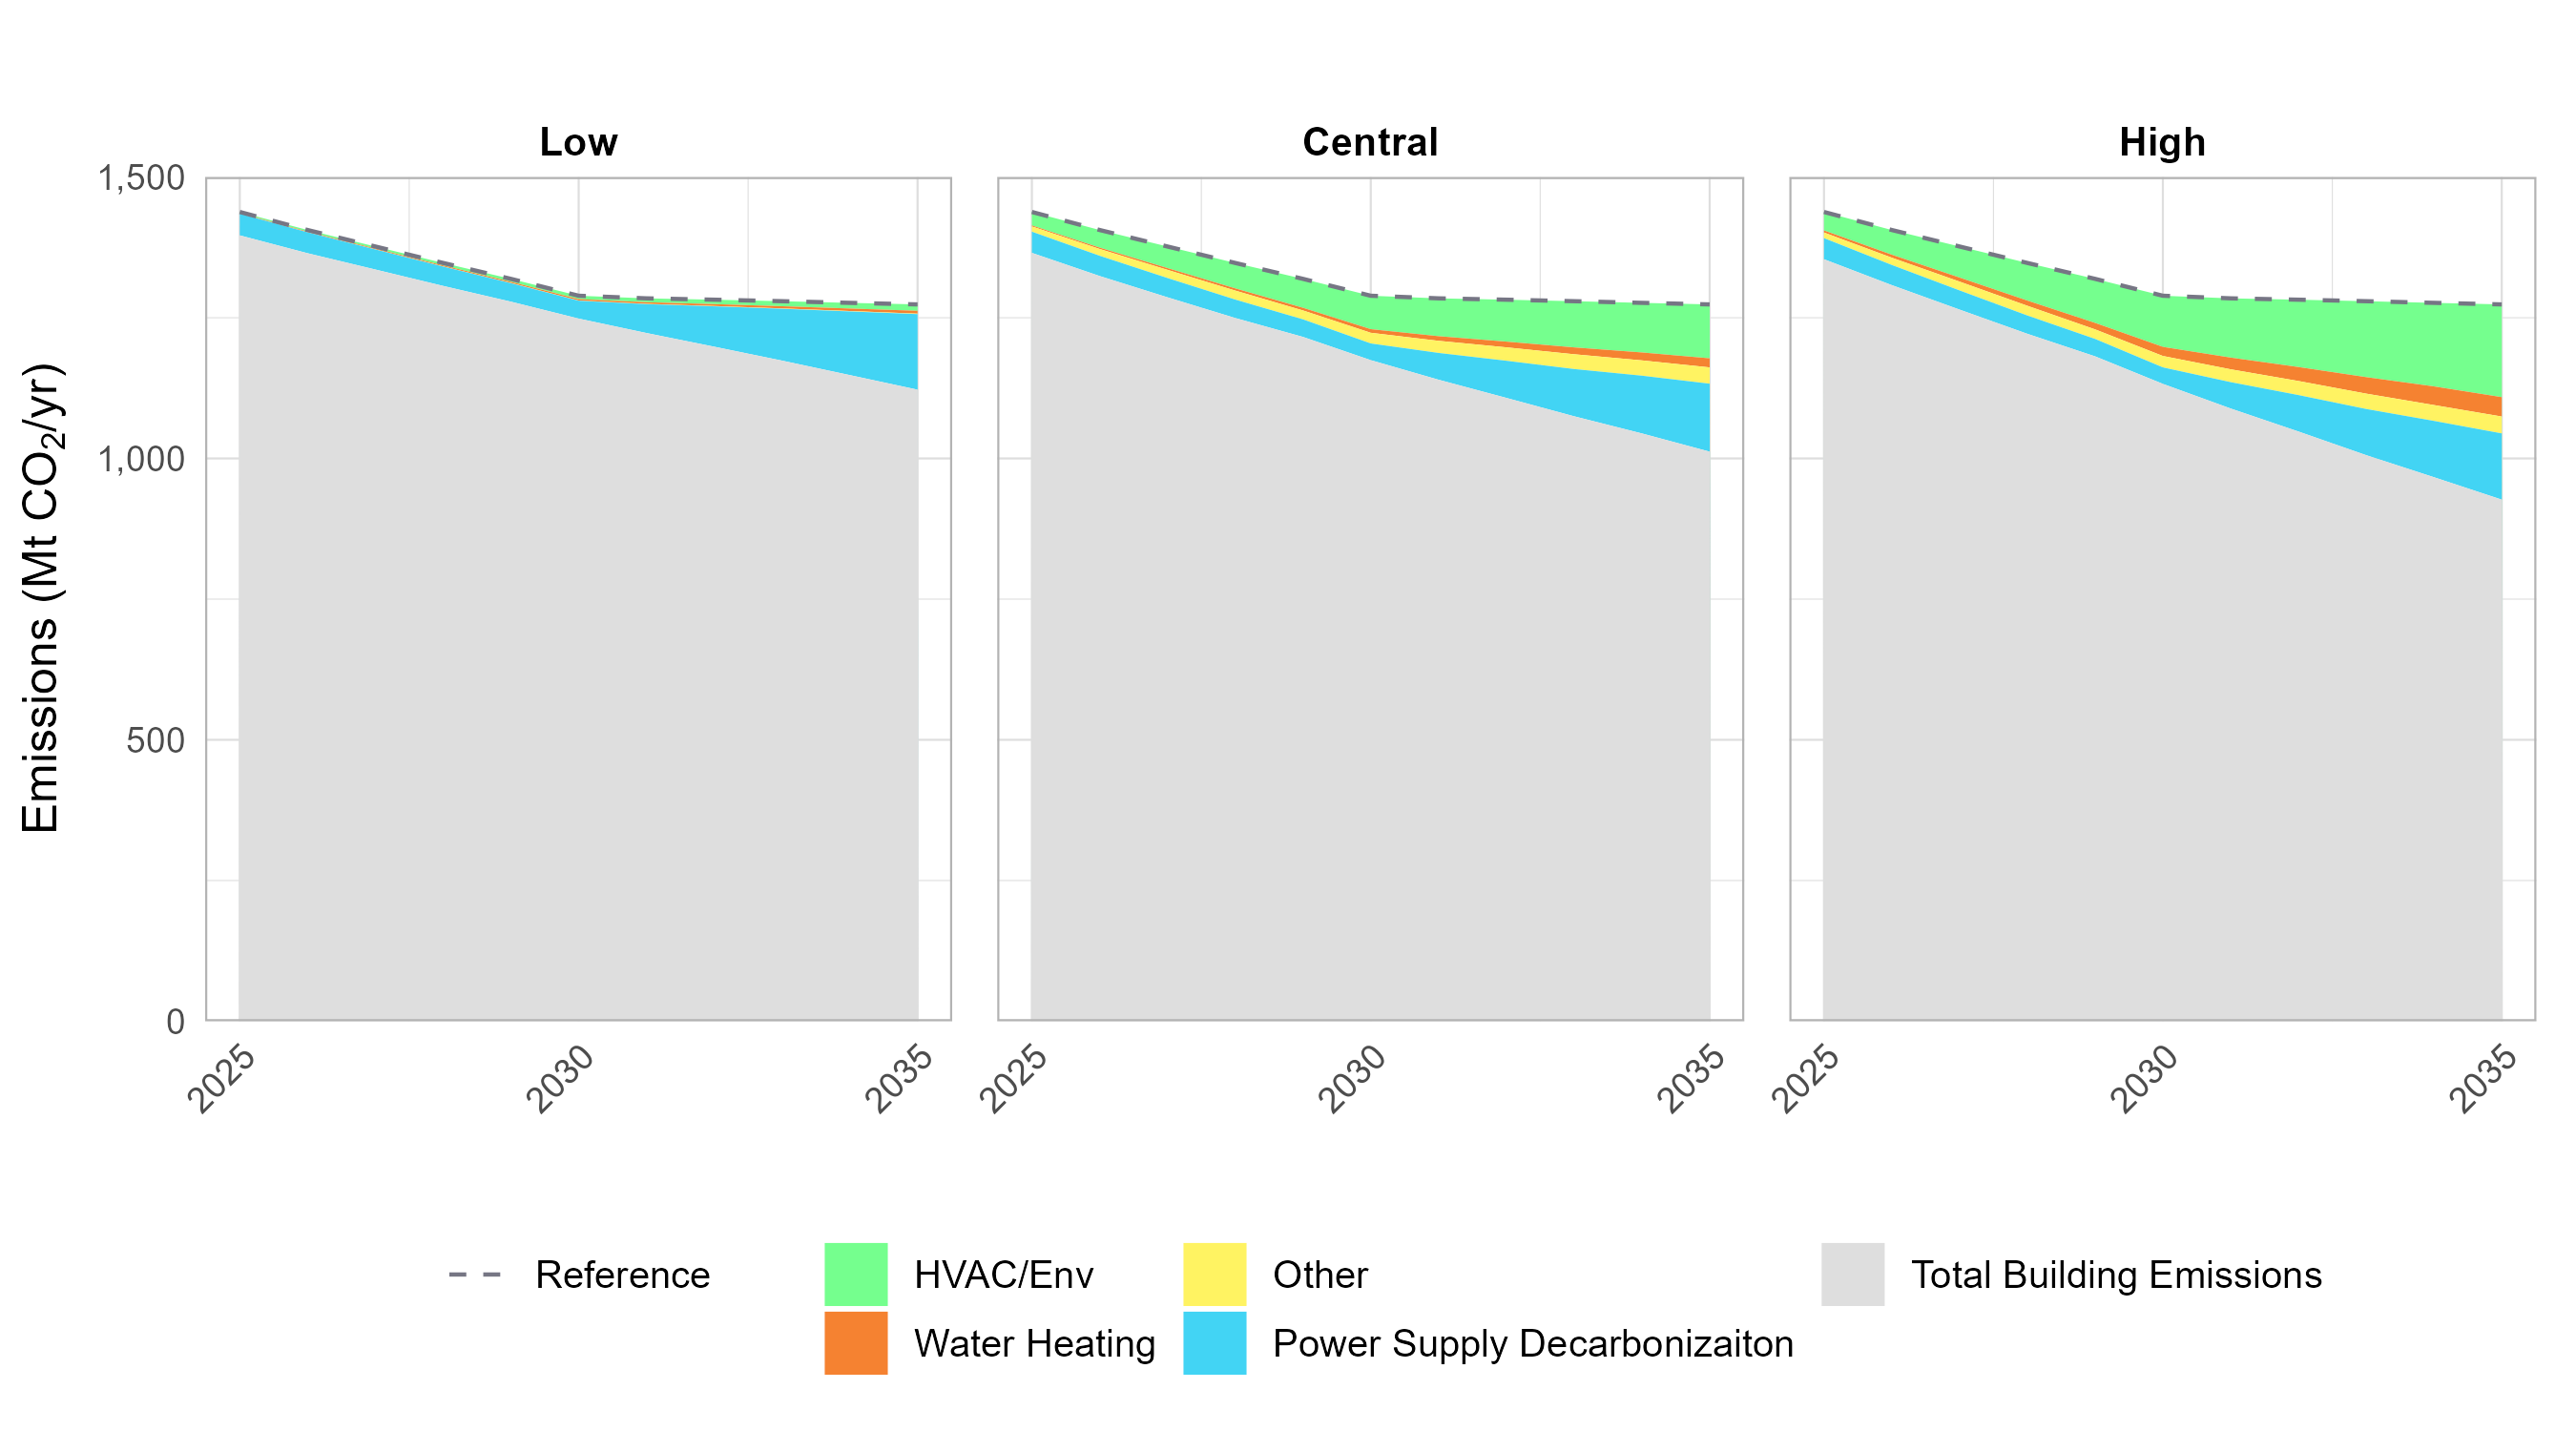 Low
Central
High
Emissions (Mt CO₂/yr)
1,500
1,000
500
0
2025
2030
2035
2025
2030
2035
2025
2030
2035
Reference
HVAC/Env
Other
Total Building Emissions
Water Heating
Power Supply Decarbonizaiton